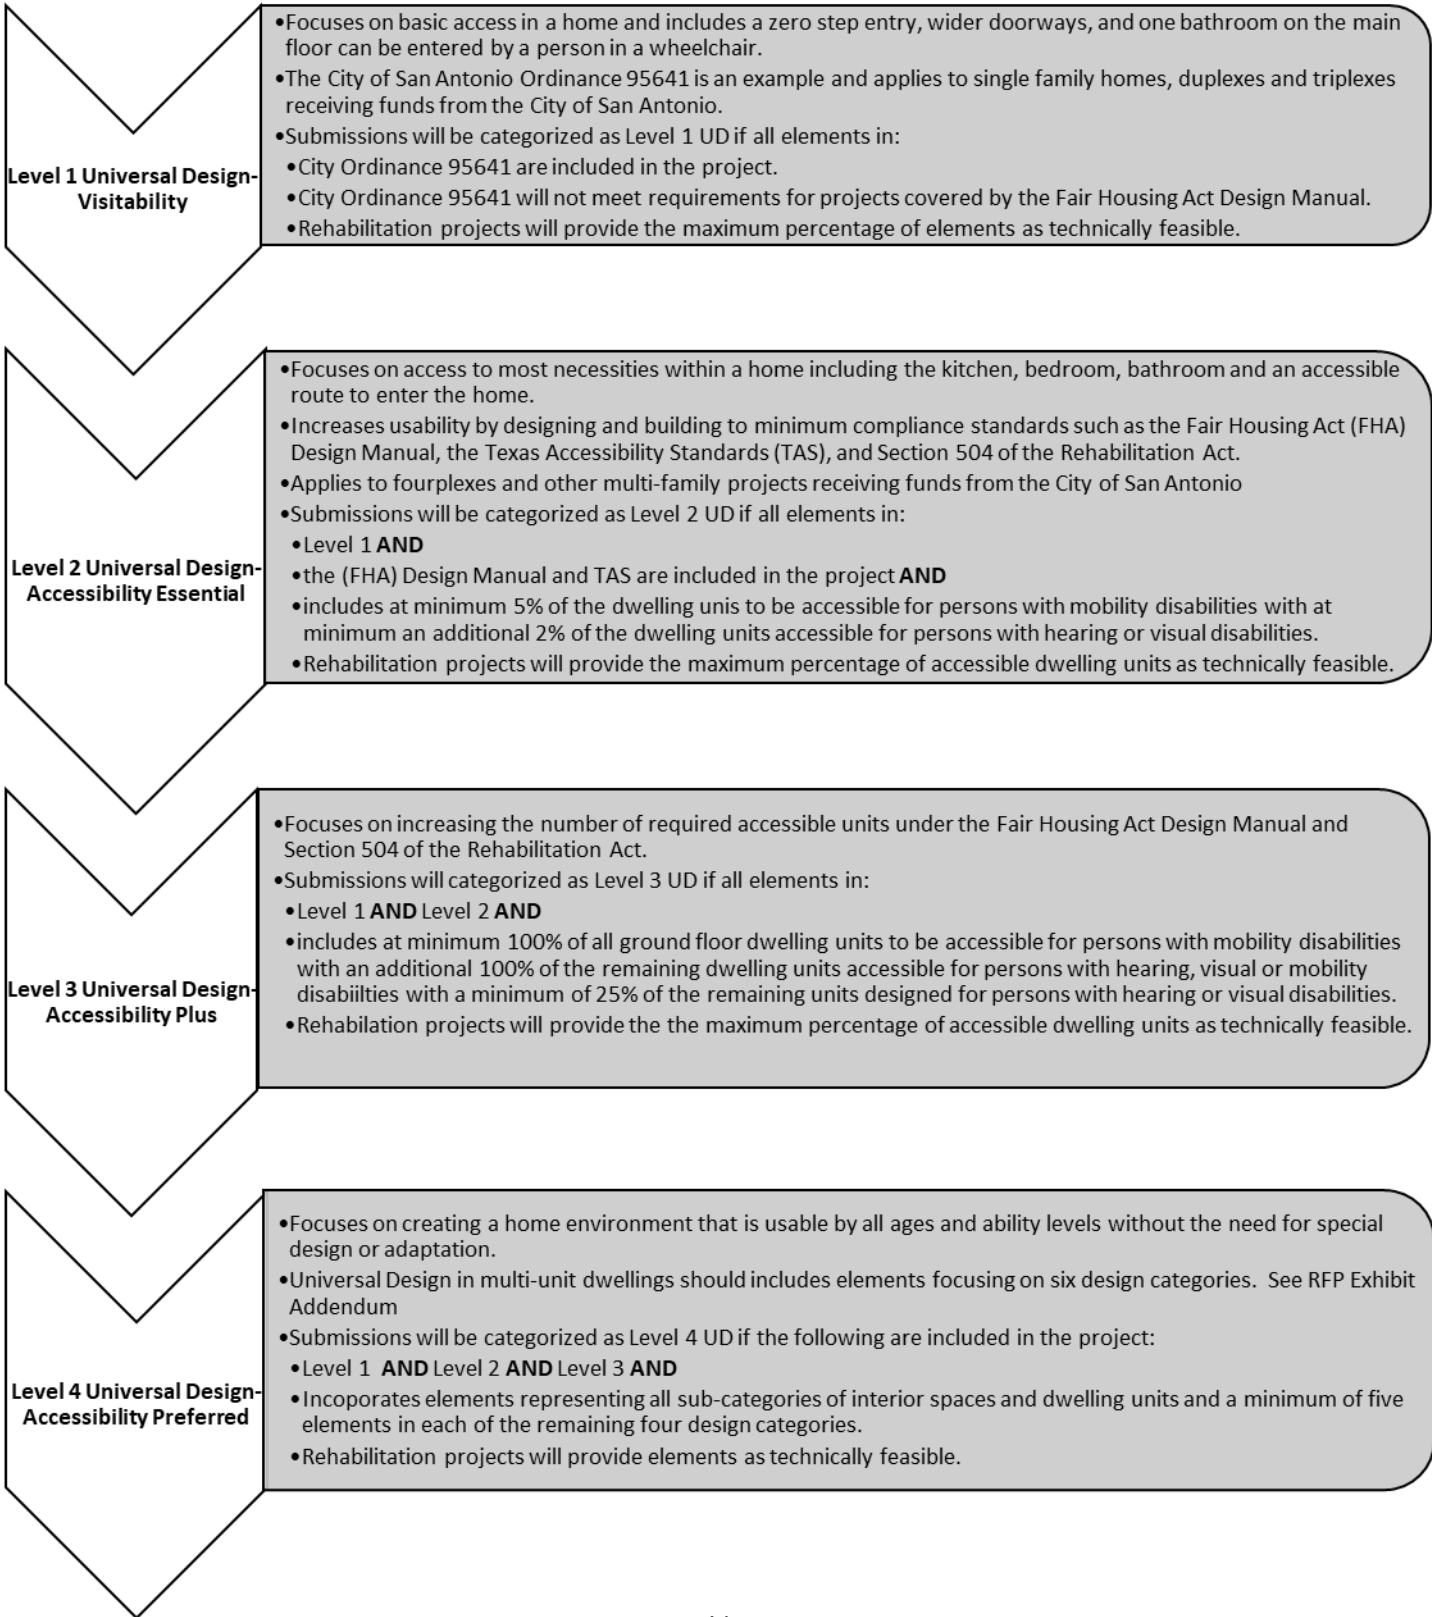 •Focuses on basic access in a home and includes a zero step entry, wider doorways, and one bathroom on the main
floor can be entered by a person in a wheelchair.
•The City of San Antonio Ordinance 95641 is an example and applies to single family homes, duplexes and triplexes
receiving funds from the City of San Antonio.
•Submissions will be categorized as Level 1 UD if all elements in:
•City Ordinance 95641 are included in the project.
•City Ordinance 95641 will not meet requirements for projects covered by the Fair Housing Act Design Manual.
•Rehabilitation projects will provide the maximum percentage of elements as technically feasible.
Level 1 Universal Design-
Visitability
•Focuses on access to most necessities within a home including the kitchen, bedroom, bathroom and an accessible
route to enter the home.
•Increases usability by designing and building to minimum compliance standards such as the Fair Housing Act (FHA)
Design Manual, the Texas Accessibility Standards (TAS), and Section 504 of the Rehabilitation Act.
•Applies to fourplexes and other multi-family projects receiving funds from the City of San Antonio
•Submissions will be categorized as Level 2 UD if all elements in:
•Level 1 AND
•the (FHA) Design Manual and TAS are included in the project AND
•includes at minimum 5% of the dwelling unis to be accessible for persons with mobility disabilities with at
minimum an additional 2% of the dwelling units accessible for persons with hearing or visual disabilities.
•Rehabilitation projects will provide the maximum percentage of accessible dwelling units as technically feasible.
Level 2 Universal Design-
Accessibility Essential
•Focuses on increasing the number of required accessible units under the Fair Housing Act Design Manual and
Section 504 of the Rehabilitation Act.
•Submissions will categorized as Level 3 UD if all elements in:
•Level 1 AND Level 2 AND
•includes at minimum 100% of all ground floor dwelling units to be accessible for persons with mobility disabilities
with an additional 100% of the remaining dwelling units accessible for persons with hearing, visual or mobility
disabiilties with a minimum of 25% of the remaining units designed for persons with hearing or visual disabilities.
•Rehabilation projects will provide the the maximum percentage of accessible dwelling units as technically feasible.
Level 3 Universal Design-
Accessibility Plus
•Focuses on creating a home environment that is usable by all ages and ability levels without the need for special
design or adaptation.
•Universal Design in multi-unit dwellings should includes elements focusing on six design categories. See RFP Exhibit
Addendum
•Submissions will be categorized as Level 4 UD if the following are included in the project:
•Level 1 AND Level 2 AND Level 3 AND
•Incoporates elements representing all sub-categories of interior spaces and dwelling units and a minimum of five
elements in each of the remaining four design categories.
•Rehabilitation projects will provide elements as technically feasible.
Level 4 Universal Design-
Accessibility Preferred